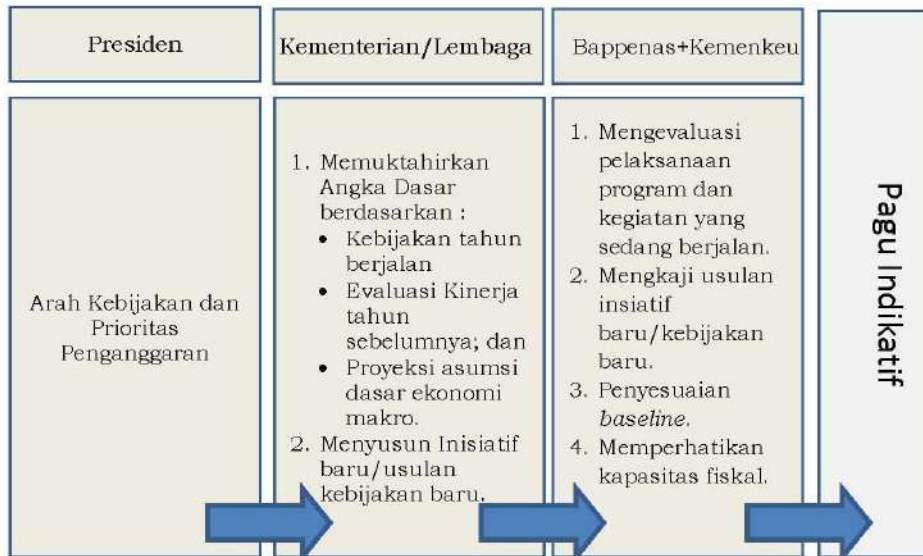 Presiden
Kementerian/Lembaga
Bappenas+Kemenkeu
Arah Kebijakan dan
Prioritas
Penganggaran
1. Memuktahirkan
Angka Dasar
berdasarkan :
• Kebijakan tahun
berjalan
• Evaluasi Kinerja
tahun
sebelumnya; dan
• Proyeksi asumsi
dasar ekonomi
makro.
2. Menyusun Inisiatif
baru/usulan
kebijakan baru.
1. Mengevaluasi
pelaksanaan
program dan
kegiatan yang
sedang berjalan.
2. Mengkaji usulan
insiatif
baru/kebijakan
baru.
3. Penyesuaian
baseline.
4. Memperhatikan
kapasitas fiskal.
Pagu Indikatif